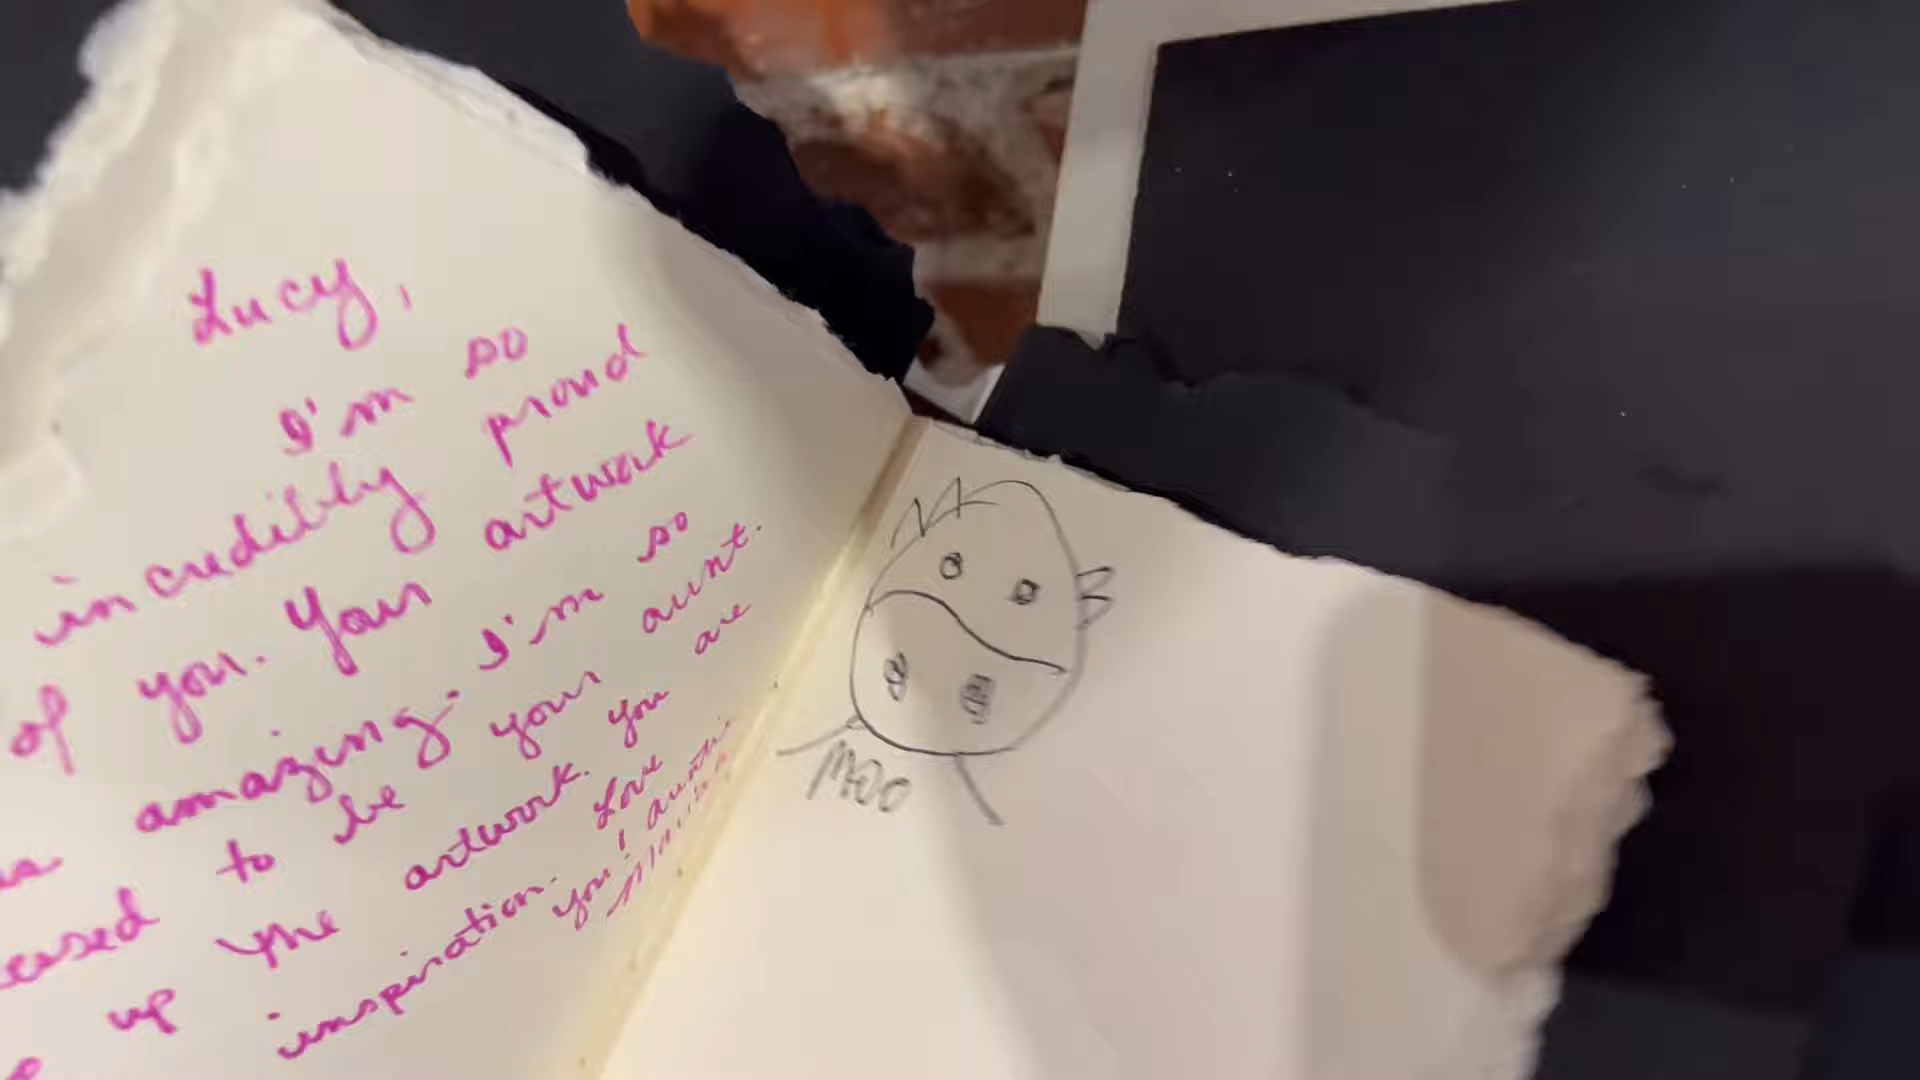 Lucy,
I'm so
incredibly proud
of you. Your artwork
amazing. I'm so
to be your aunt.
up the artwork. You are
inspiration. Love
you,
MOO